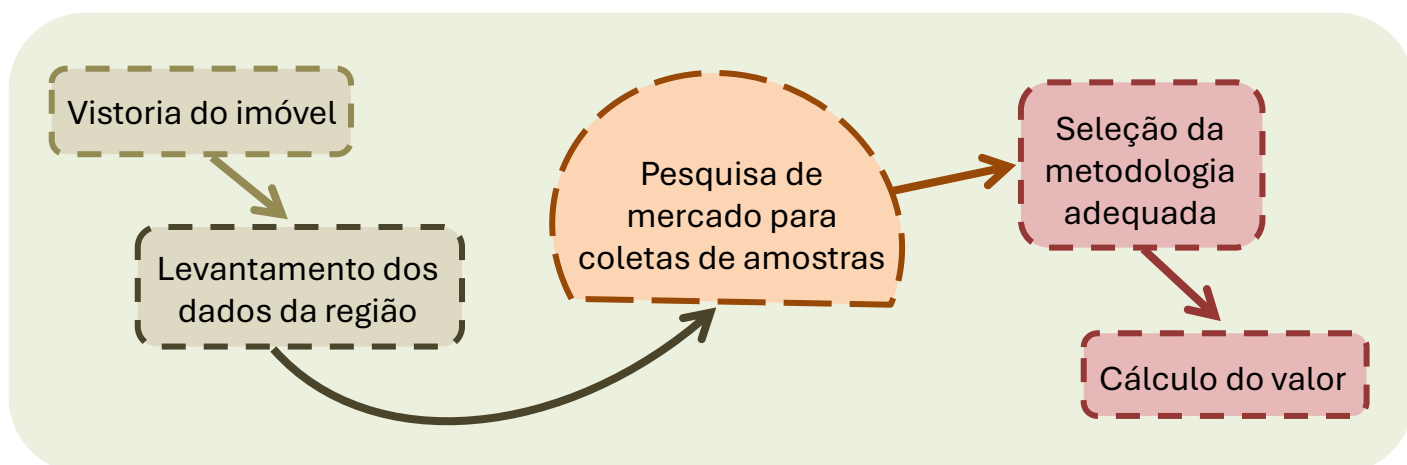 Vistoria do imóvel
Levantamento dos
dados da região
Pesquisa de
mercado para
coletas de amostras
Seleção da
metodologia
adequada
Cálculo do valor